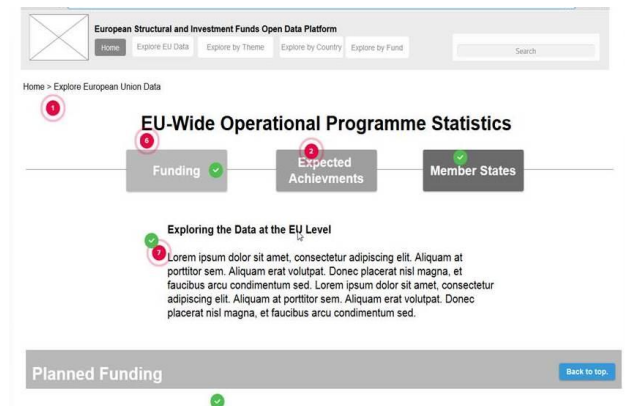 European Structural and Investment Funds Open Data Platform
Home Explore EU Data Explore by Theme Explore by Country Explore by Fund Search
Home > Explore European Union Data
1
EU-Wide Operational Programme Statistics
6 2
Funding Expected Achievments Member States
Exploring the Data at the EU Level
7
Lorem ipsum dolor sit amet, consectetur adipiscing elit. Aliquam at
porttitor sem. Aliquam erat volutpat. Donec placerat nisl magna, et
faucibus arcu condimentum sed. Lorem ipsum dolor sit amet, consectetur
adipiscing elit. Aliquam at porttitor sem. Aliquam erat volutpat. Donec
placerat nisl magna, et faucibus arcu condimentum sed.
Planned Funding Back to top.